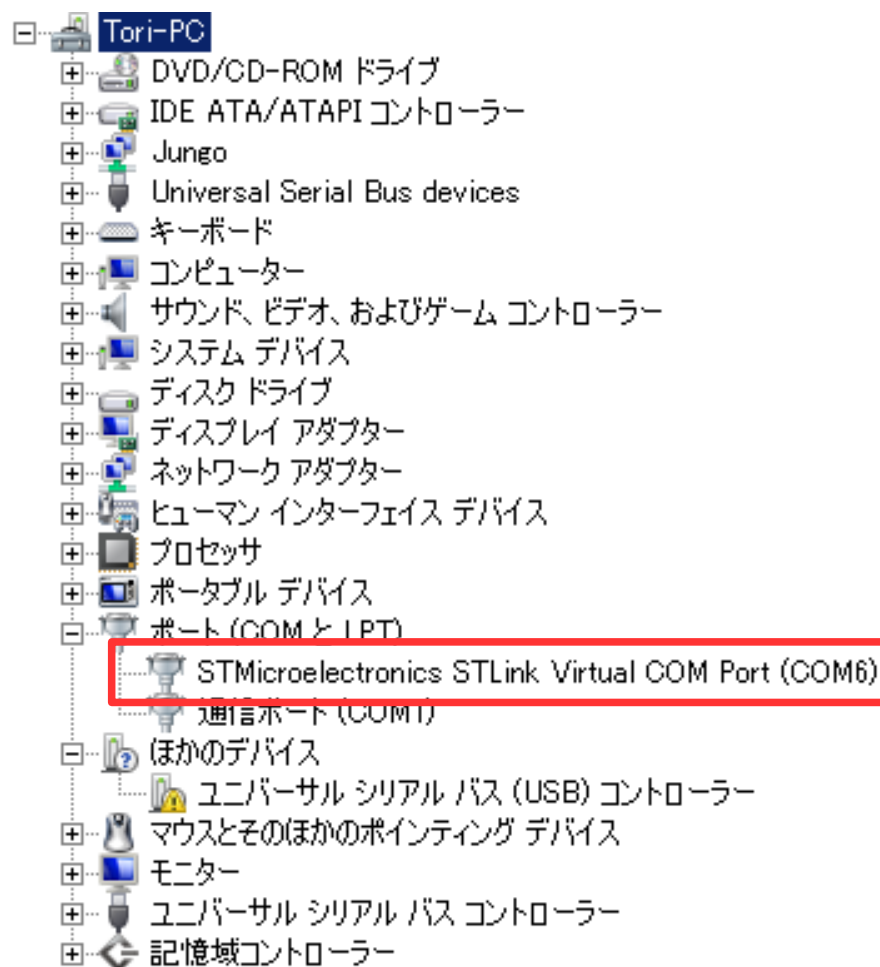 Tori-PC
DVD/CD-ROM ドライブ
IDE ATA/ATAPI コントローラー
Jungo
Universal Serial Bus devices
キーボード
コンピューター
サウンド、ビデオ、およびゲーム コントローラー
システム デバイス
ディスク ドライブ
ディスプレイ アダプター
ネットワーク アダプター
ヒューマン インターフェイス デバイス
プロセッサ
ポータブル デバイス
ポート (COM と LPT)
STMicroelectronics STLink Virtual COM Port (COM6)
通信ポート (COM1)
ほかのデバイス
ユニバーサル シリアル バス (USB) コントローラー
マウスとそのほかのポインティング デバイス
モニター
ユニバーサル シリアル バス コントローラー
記憶域コントローラー